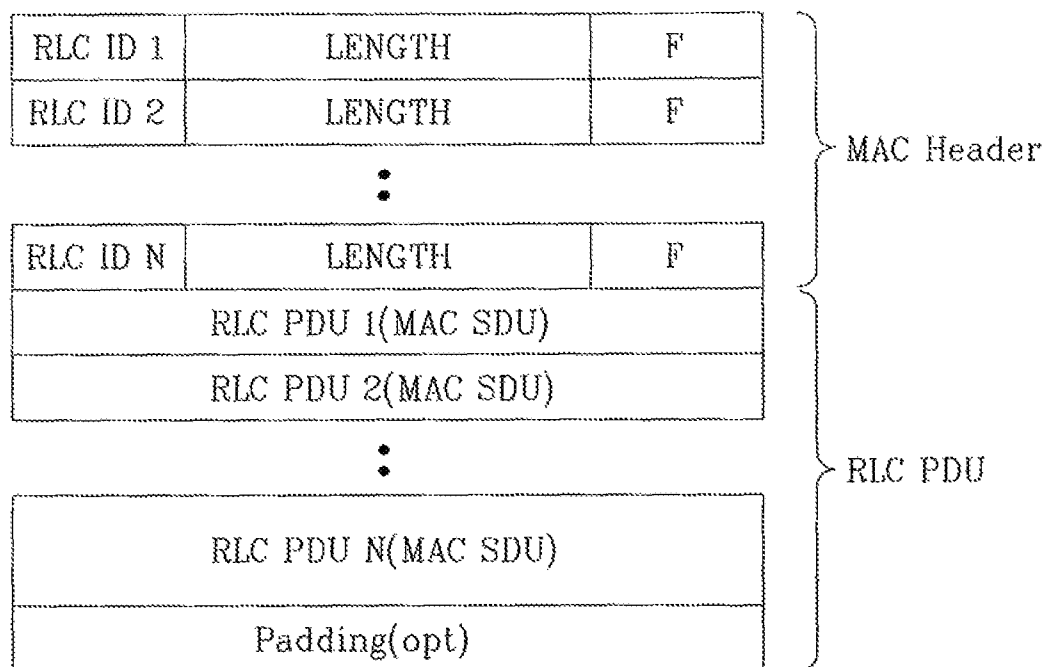 RLC ID 1 LENGTH F
RLC ID 2 LENGTH F
MAC Header
RLC ID N LENGTH F
RLC PDU 1(MAC SDU)
RLC PDU 2(MAC SDU)
RLC PDU
RLC PDU N(MAC SDU)
Padding(opt)